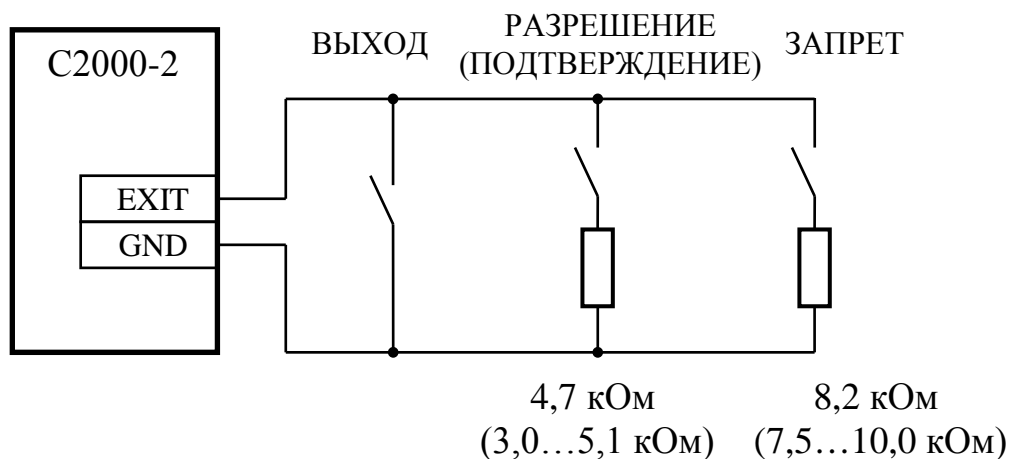 С2000-2
EXIT
GND
ВЫХОД
РАЗРЕШЕНИЕ
(ПОДТВЕРЖДЕНИЕ)
ЗАПРЕТ
4,7 кОм
(3,0...5,1 кОм)
8,2 кОм
(7,5...10,0 кОм)